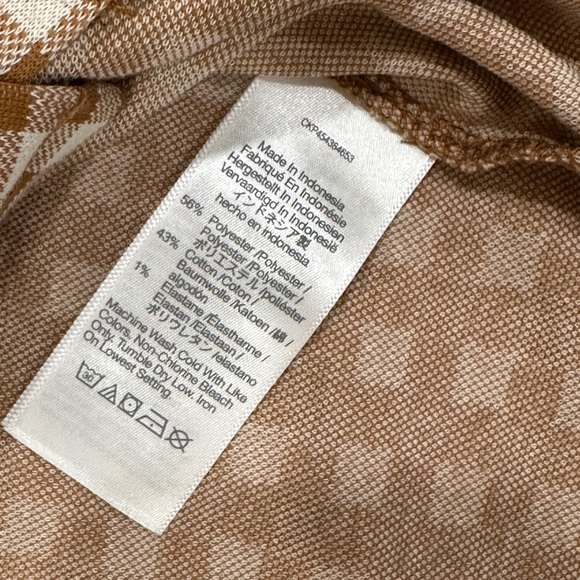 CKP454364653
Made In Indonesia
Fabriqué En Indonésie
Hergestelt In Indonesien
Vervaardigd In Indonesië
インドネシア製
hecho en indonesia
56% Polyester/Polyester/
Polyester/Polyester/
ポリエステル/poliéster
43% Cotton/Coton/
Baumwolle/Katoen/綿/
algodón
1% Elastane/Élasthanne/
Elastan/Elastaan/
ポリウレタン/elastano
Machine Wash Cold With Like
Colors. Non-Chlorine Bleach
Only. Tumble Dry Low. Iron
On Lowest Setting.
30